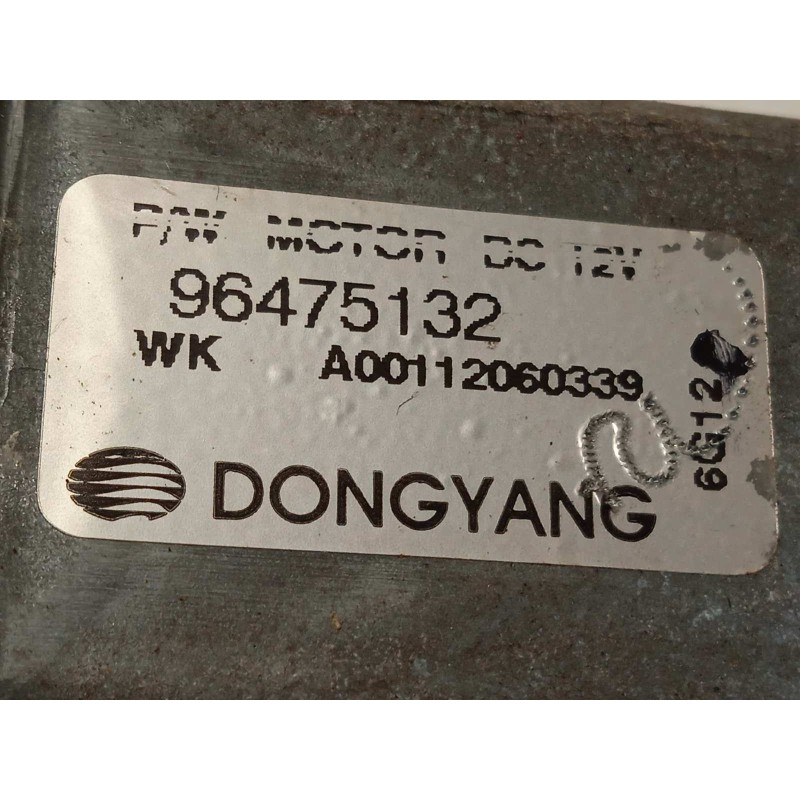 P/W MOTOR DC 12V
96475132
WK A00112060339
6G12
DONGYANG